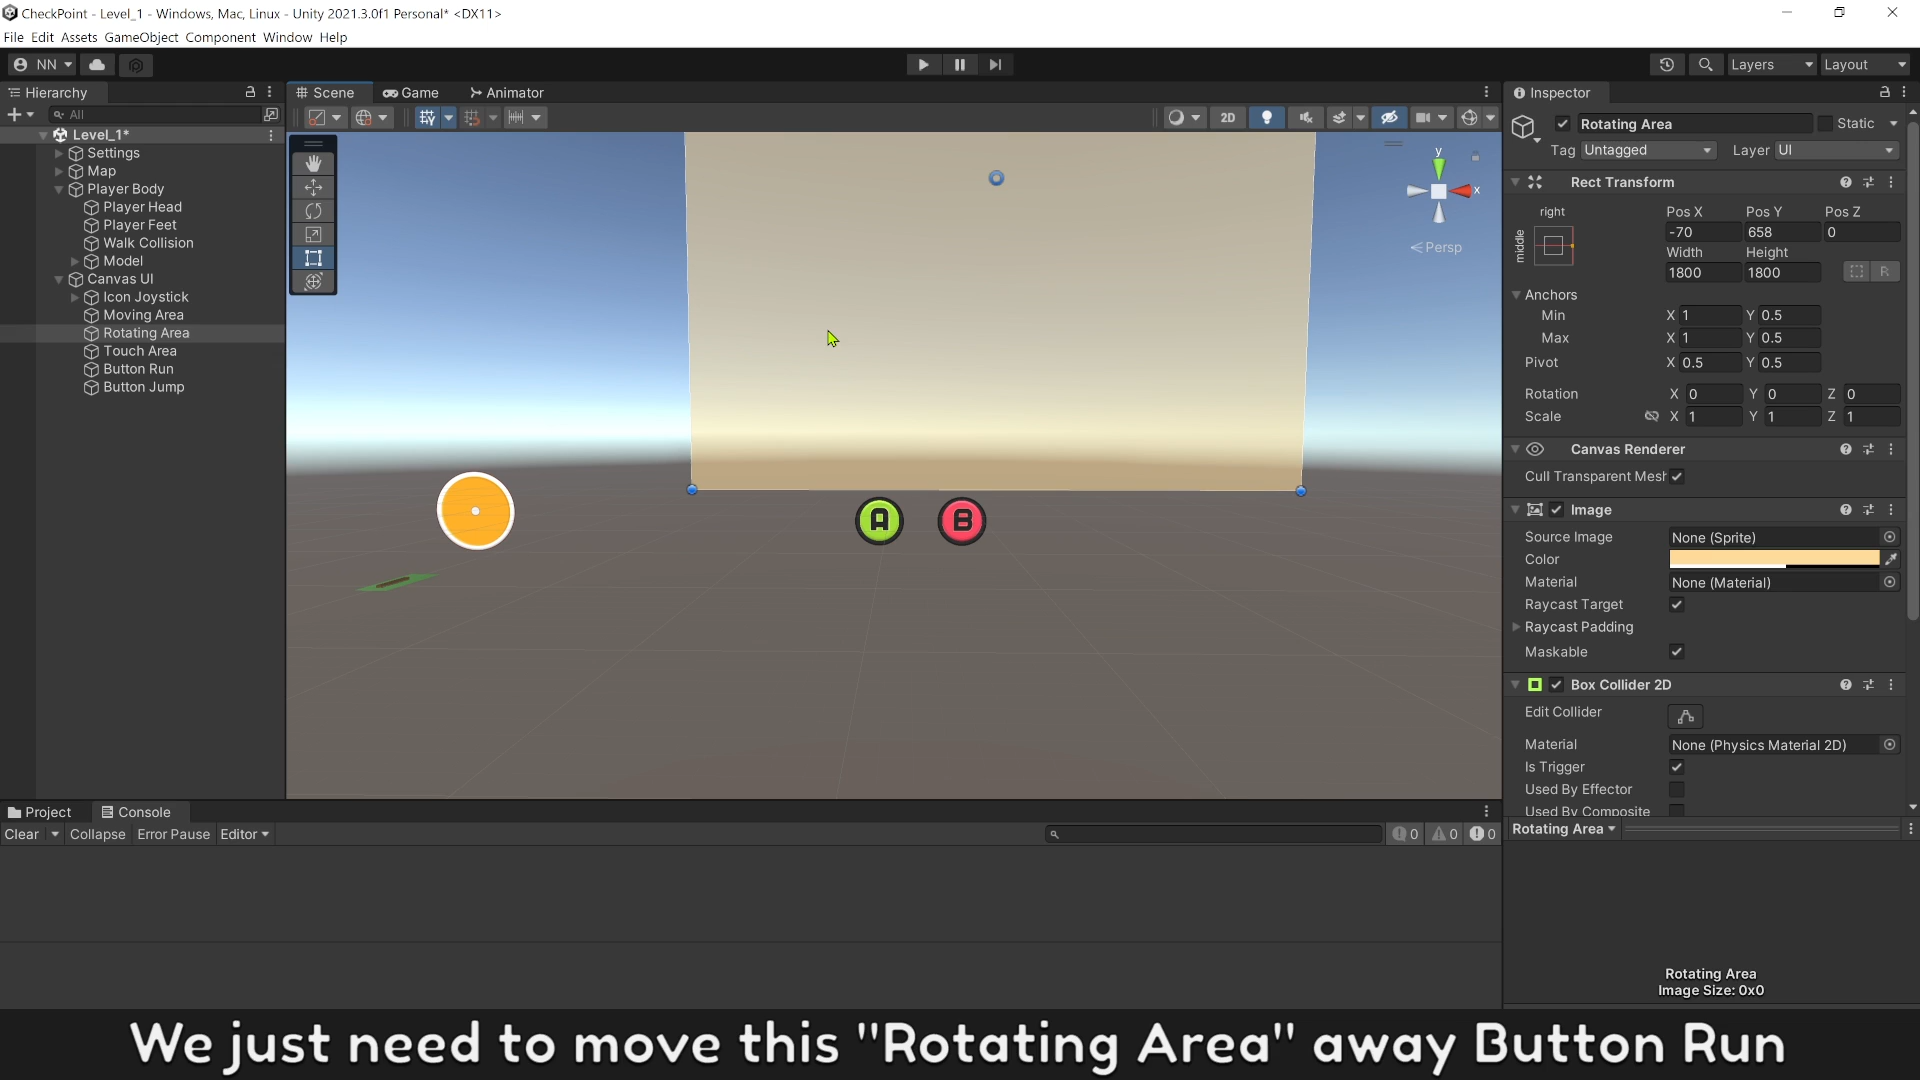 CheckPoint - Level_1 - Windows, Mac, Linux - Unity 2021.3.0f1 Personal* <DX11>
File Edit Assets GameObject Component Window Help
NN
Layers
Layout
Hierarchy
All
Level_1*
Settings
Map
Player Body
Player Head
Player Feet
Walk Collision
Model
Canvas UI
Icon Joystick
Moving Area
Rotating Area
Touch Area
Button Run
Button Jump
Scene
Game
Animator
2D
y
x
Persp
A
B
Inspector
Rotating Area
Static
Tag Untagged
Layer UI
Rect Transform
right
middle
Pos X Pos Y Pos Z
-70 658 0
Width Height
1800 1800
R
Anchors
Min X 1 Y 0.5
Max X 1 Y 0.5
Pivot X 0.5 Y 0.5
Rotation X 0 Y 0 Z 0
Scale X 1 Y 1 Z 1
Canvas Renderer
Cull Transparent Mesh
Image
Source Image None (Sprite)
Color
Material None (Material)
Raycast Target
Raycast Padding
Maskable
Box Collider 2D
Edit Collider
Material None (Physics Material 2D)
Is Trigger
Used By Effector
Used By Composite
Rotating Area
Rotating Area
Image Size: 0x0
Project
Console
Clear Collapse Error Pause Editor
0 0 0
We just need to move this "Rotating Area" away Button Run